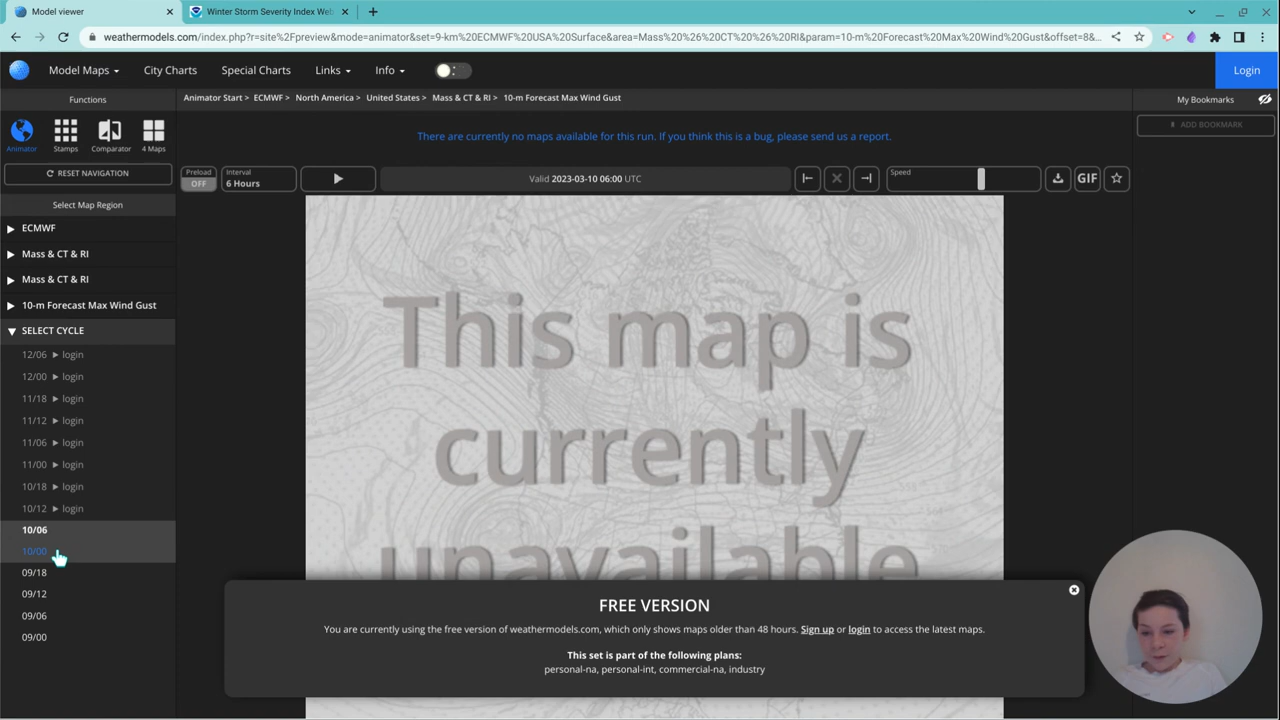 Model viewer
Winter Storm Severity Index Web
weathermodels.com/index.php?r=site%2Fpreview&mode=animator&set=9-km%20ECMWF%20USA%20Surface&area=Mass%20%26%20CT%20%26%20RI&param=10-m%20Forecast%20Max%20Wind%20Gust&offset=8&...
Model Maps
City Charts
Special Charts
Links
Info
Login
Functions
Animator Start > ECMWF > North America > United States > Mass & CT & RI > 10-m Forecast Max Wind Gust
My Bookmarks
There are currently no maps available for this run. If you think this is a bug, please send us a report.
ADD BOOKMARK
Animator
Stamps
Comparator
4 Maps
RESET NAVIGATION
Preload
OFF
Interval
6 Hours
Valid 2023-03-10 06:00 UTC
Speed
GIF
Select Map Region
ECMWF
Mass & CT & RI
Mass & CT & RI
10-m Forecast Max Wind Gust
SELECT CYCLE
12/06 ► login
12/00 ► login
11/18 ► login
11/12 ► login
11/06 ► login
11/00 ► login
10/18 ► login
10/12 ► login
10/06
10/00
09/18
09/12
09/06
09/00
This map is
currently
unavailable
FREE VERSION
You are currently using the free version of weathermodels.com, which only shows maps older than 48 hours. Sign up or login to access the latest maps.
This set is part of the following plans:
personal-na, personal-int, commercial-na, industry